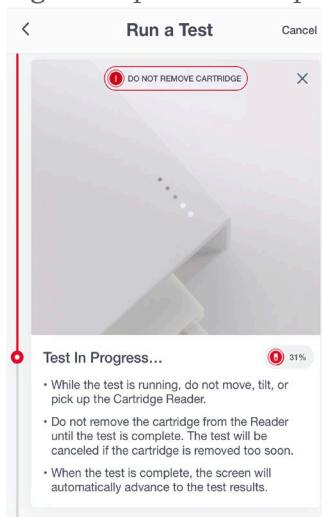 Run a Test
Cancel
DO NOT REMOVE CARTRIDGE
Test In Progress...
31%
• While the test is running, do not move, tilt, or
pick up the Cartridge Reader.
• Do not remove the cartridge from the Reader
until the test is complete. The test will be
canceled if the cartridge is removed too soon.
• When the test is complete, the screen will
automatically advance to the test results.